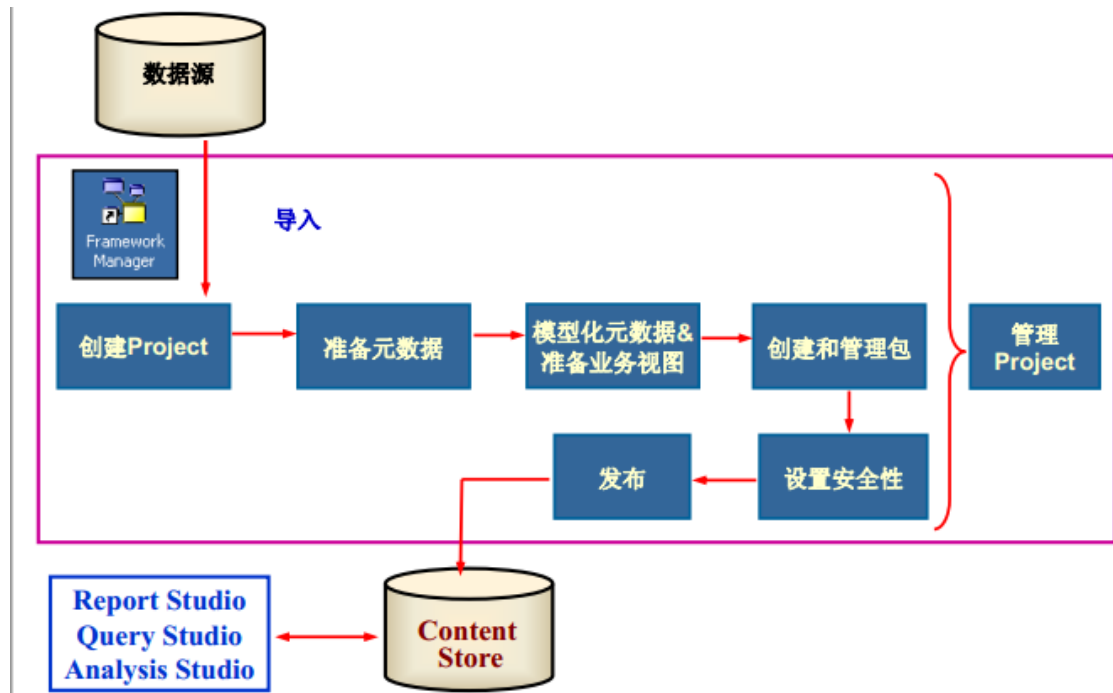 数据源
Framework
Manager
导入
创建Project
准备元数据
模型化元数据&
准备业务视图
创建和管理包
管理
Project
发布
设置安全性
Report Studio
Query Studio
Analysis Studio
Content
Store